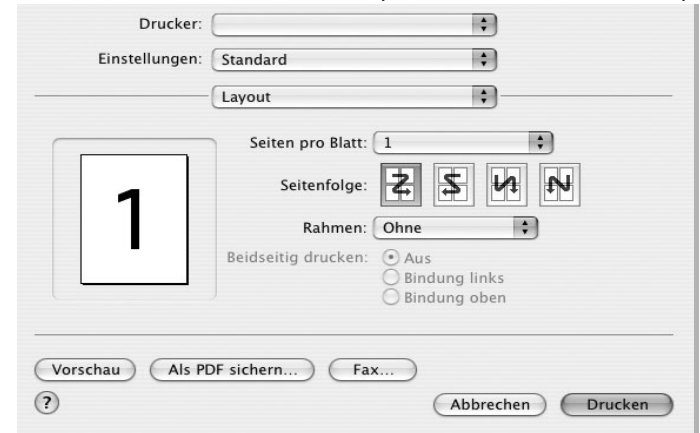 Drucker:
Einstellungen: Standard
Layout
Seiten pro Blatt: 1
1
Seitenfolge:
Rahmen: Ohne
Beidseitig drucken: Aus
Bindung links
Bindung oben
Vorschau Als PDF sichern... Fax...
? Abbrechen Drucken